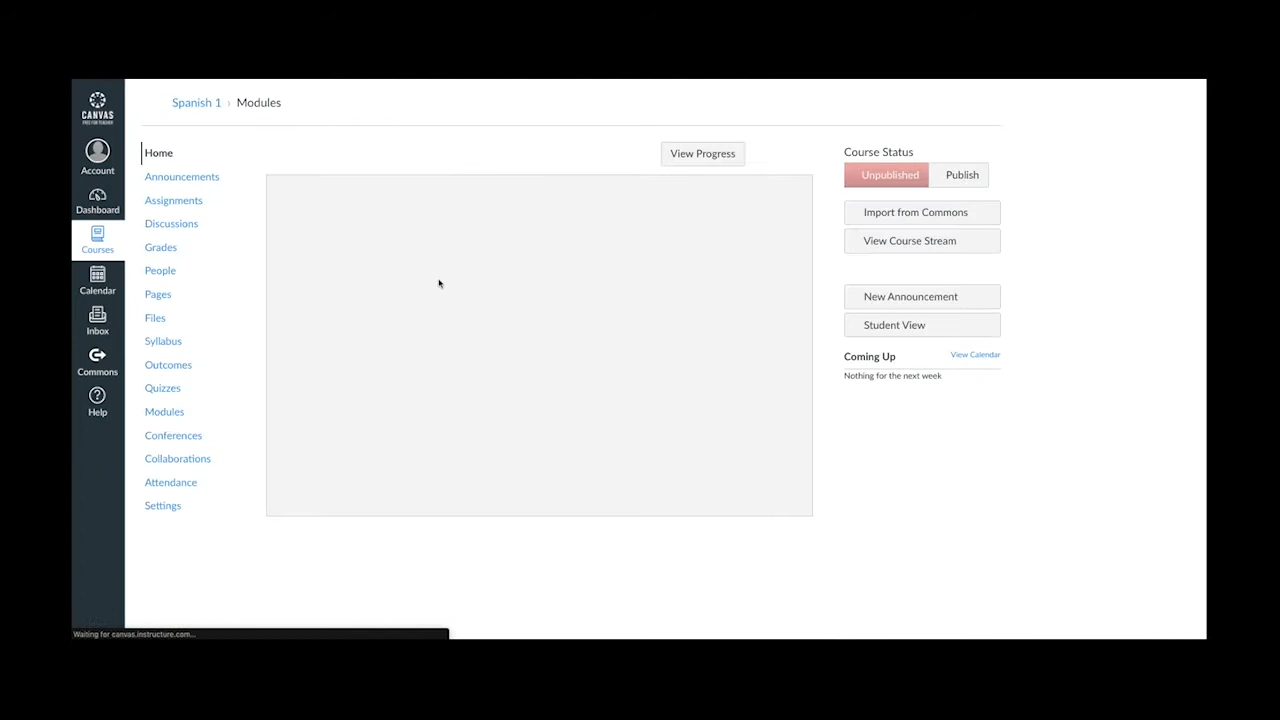 CANVAS
FREE FOR TEACHER
Account
Dashboard
Courses
Calendar
Inbox
Commons
Help
Spanish 1 › Modules
Home
Announcements
Assignments
Discussions
Grades
People
Pages
Files
Syllabus
Outcomes
Quizzes
Modules
Conferences
Collaborations
Attendance
Settings
View Progress
Course Status
Unpublished Publish
Import from Commons
View Course Stream
New Announcement
Student View
Coming Up View Calendar
Nothing for the next week
Waiting for canvas.instructure.com...